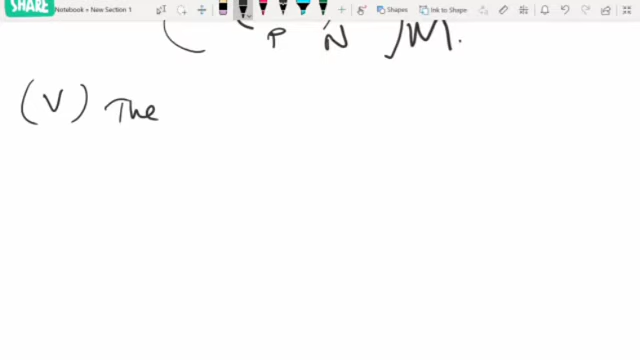 SHARE
Notebook • New Section 1 Shapes Ink to Shape
P N M.
(V) The